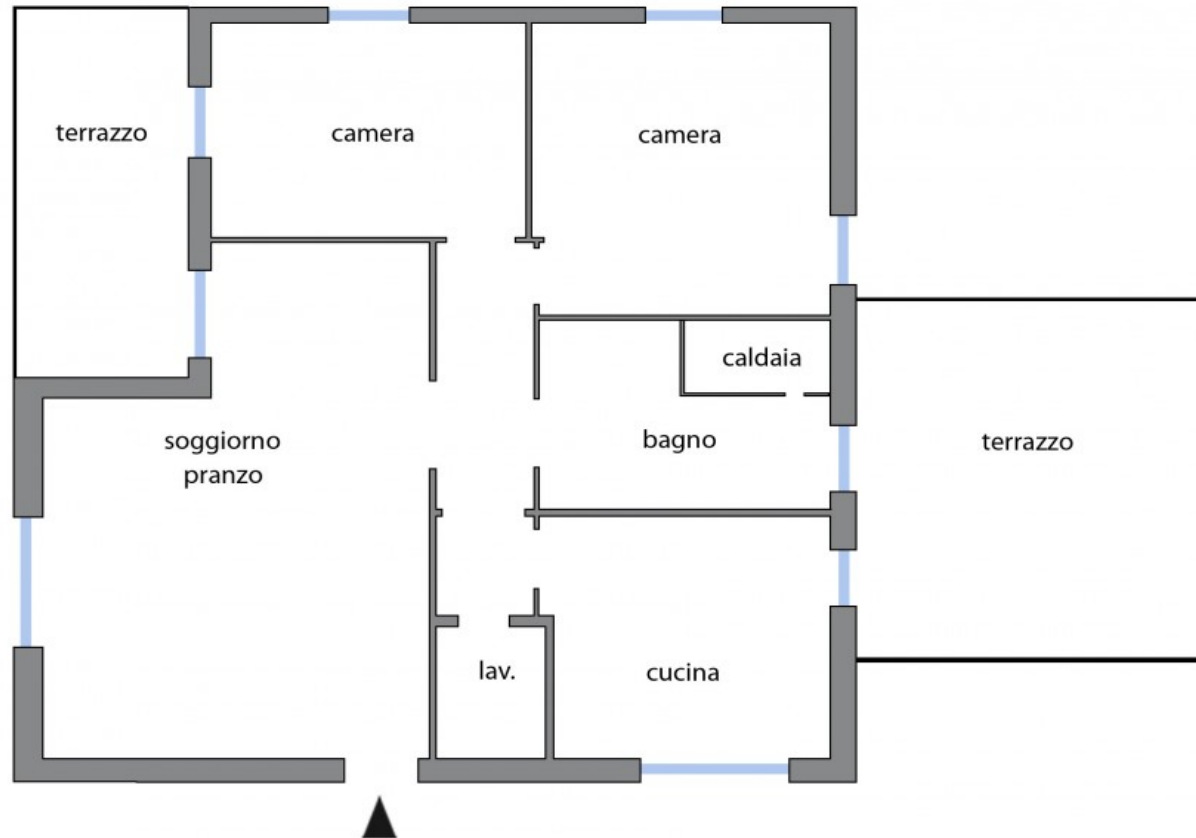 terrazzo
camera
camera
caldaia
soggiorno
pranzo
bagno
terrazzo
lav.
cucina